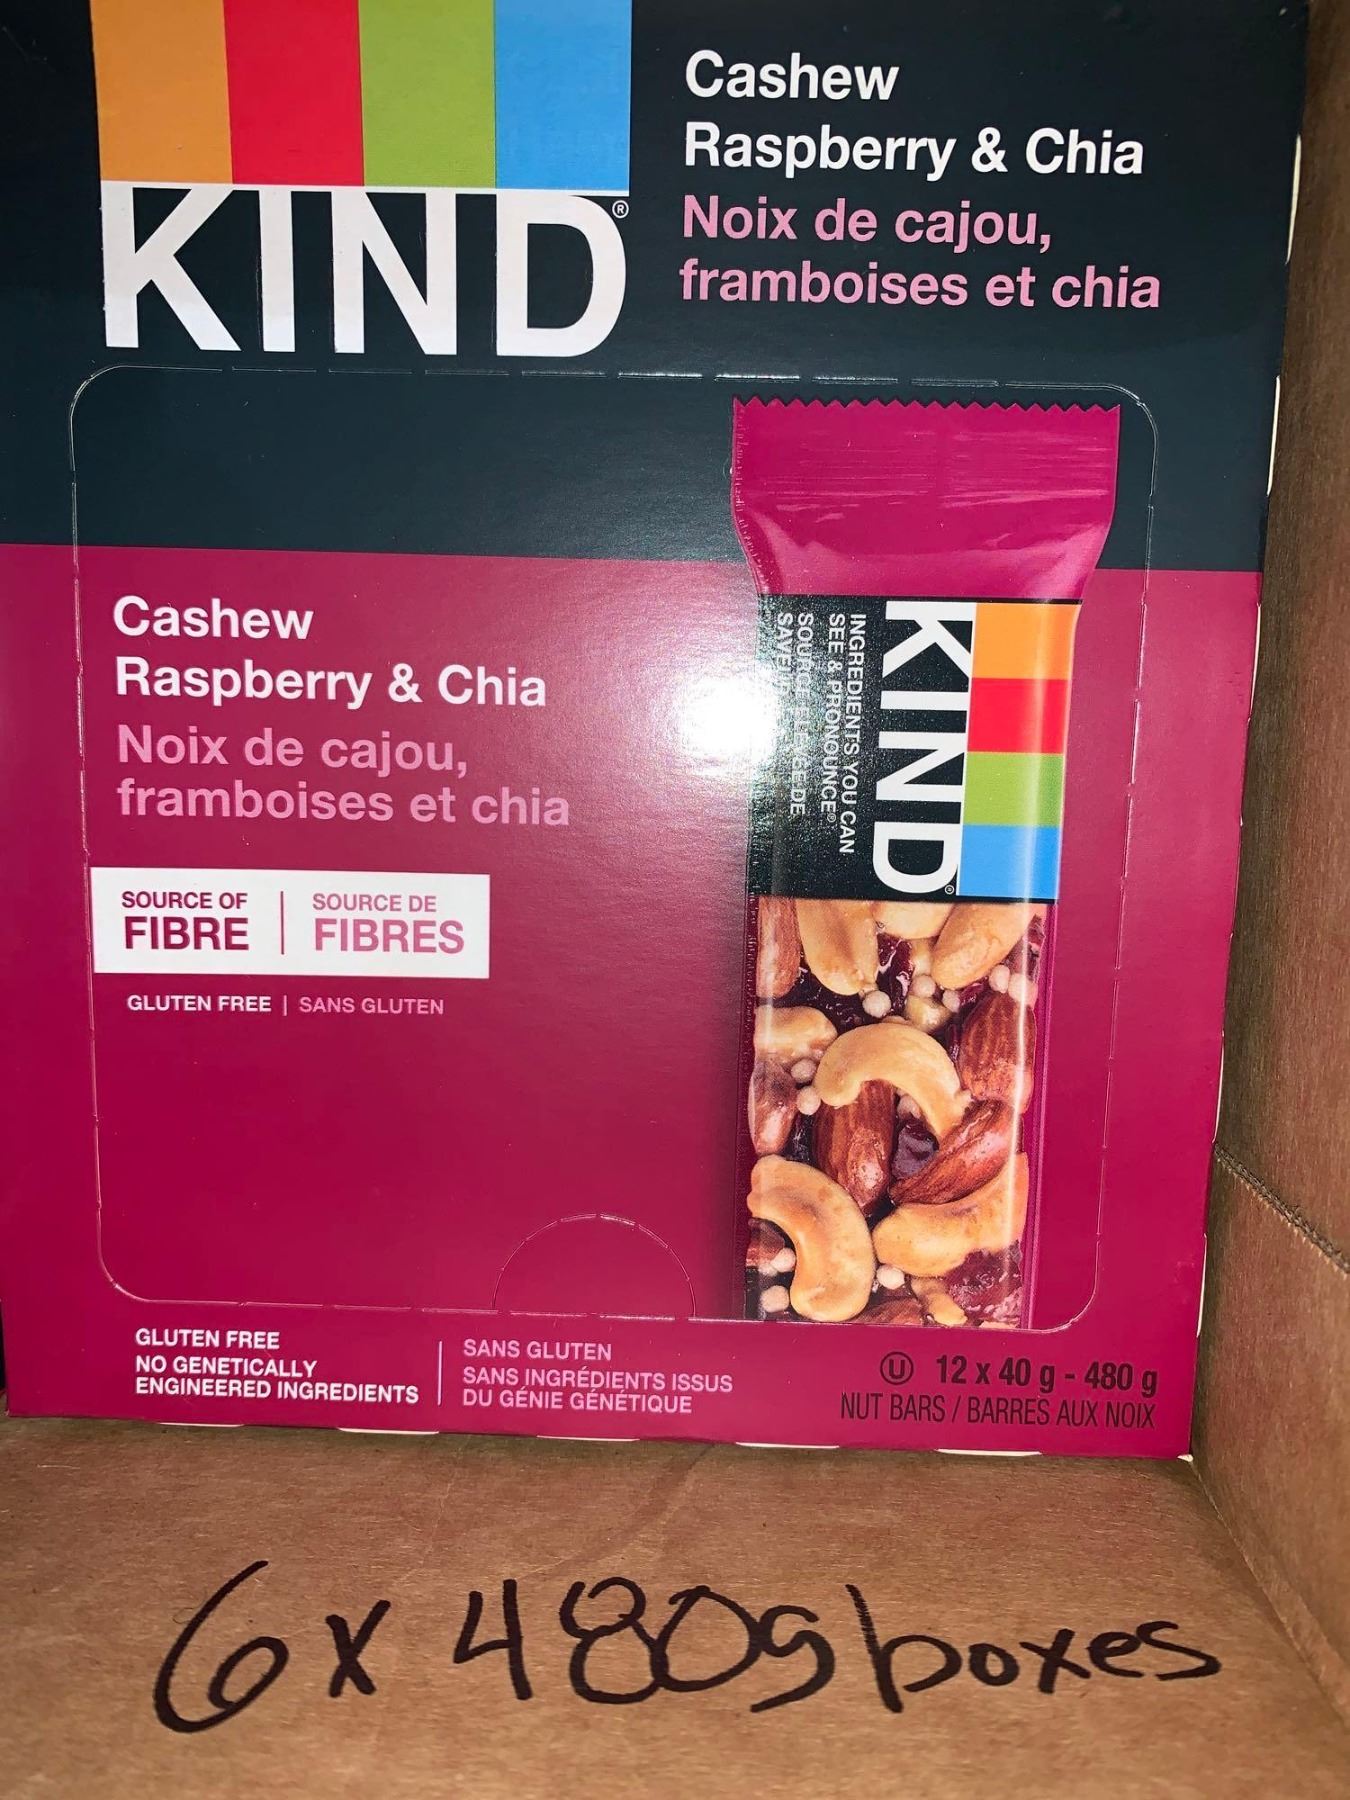 KIND®
Cashew
Raspberry & Chia
Noix de cajou,
framboises et chia
Cashew
Raspberry & Chia
Noix de cajou,
framboises et chia
SOURCE OF
FIBRE
SOURCE DE
FIBRES
GLUTEN FREE | SANS GLUTEN
KIND®
INGREDIENTS YOU CAN
SEE & PRONOUNCE®
GLUTEN FREE
NO GENETICALLY
ENGINEERED INGREDIENTS
SANS GLUTEN
SANS INGRÉDIENTS ISSUS
DU GÉNIE GÉNÉTIQUE
U 12 x 40 g - 480 g
NUT BARS / BARRES AUX NOIX
6x 480g boxes